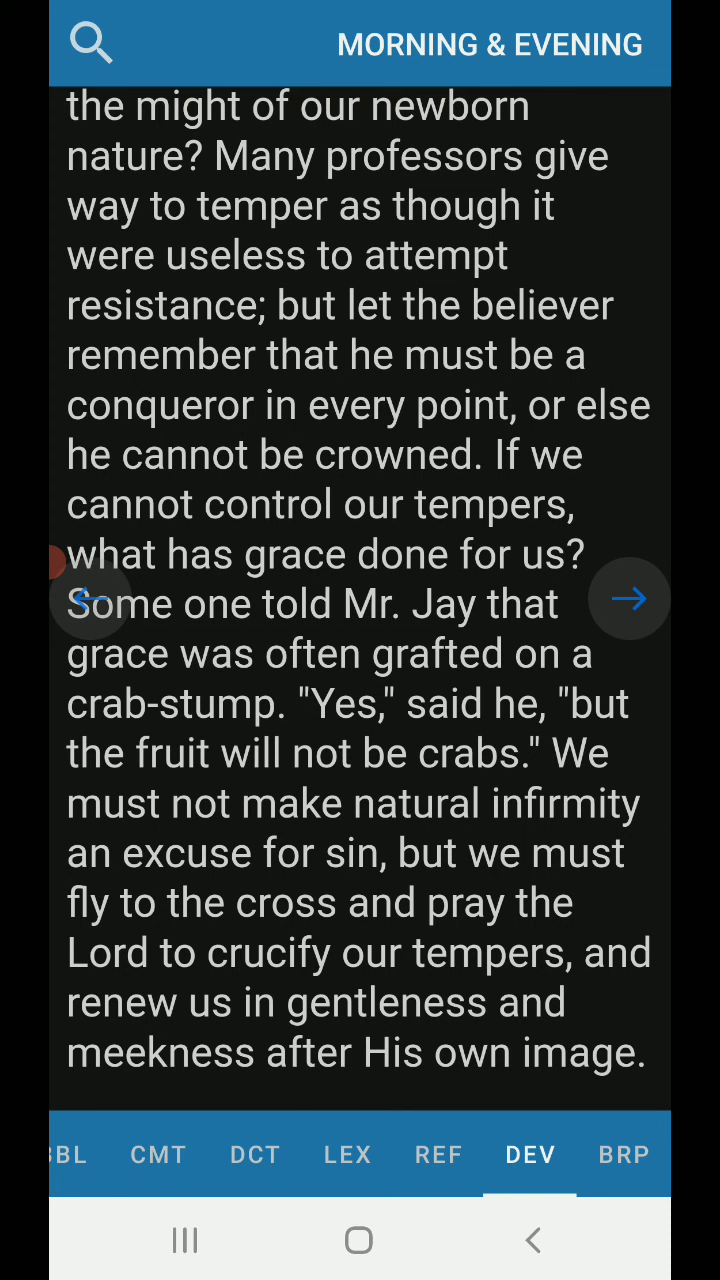 MORNING & EVENING
the might of our newborn
nature? Many professors give
way to temper as though it
were useless to attempt
resistance; but let the believer
remember that he must be a
conqueror in every point, or else
he cannot be crowned. If we
cannot control our tempers,
what has grace done for us?
Some one told Mr. Jay that
grace was often grafted on a
crab-stump. "Yes," said he, "but
the fruit will not be crabs." We
must not make natural infirmity
an excuse for sin, but we must
fly to the cross and pray the
Lord to crucify our tempers, and
renew us in gentleness and
meekness after His own image.
BBL CMT DCT LEX REF DEV BRP